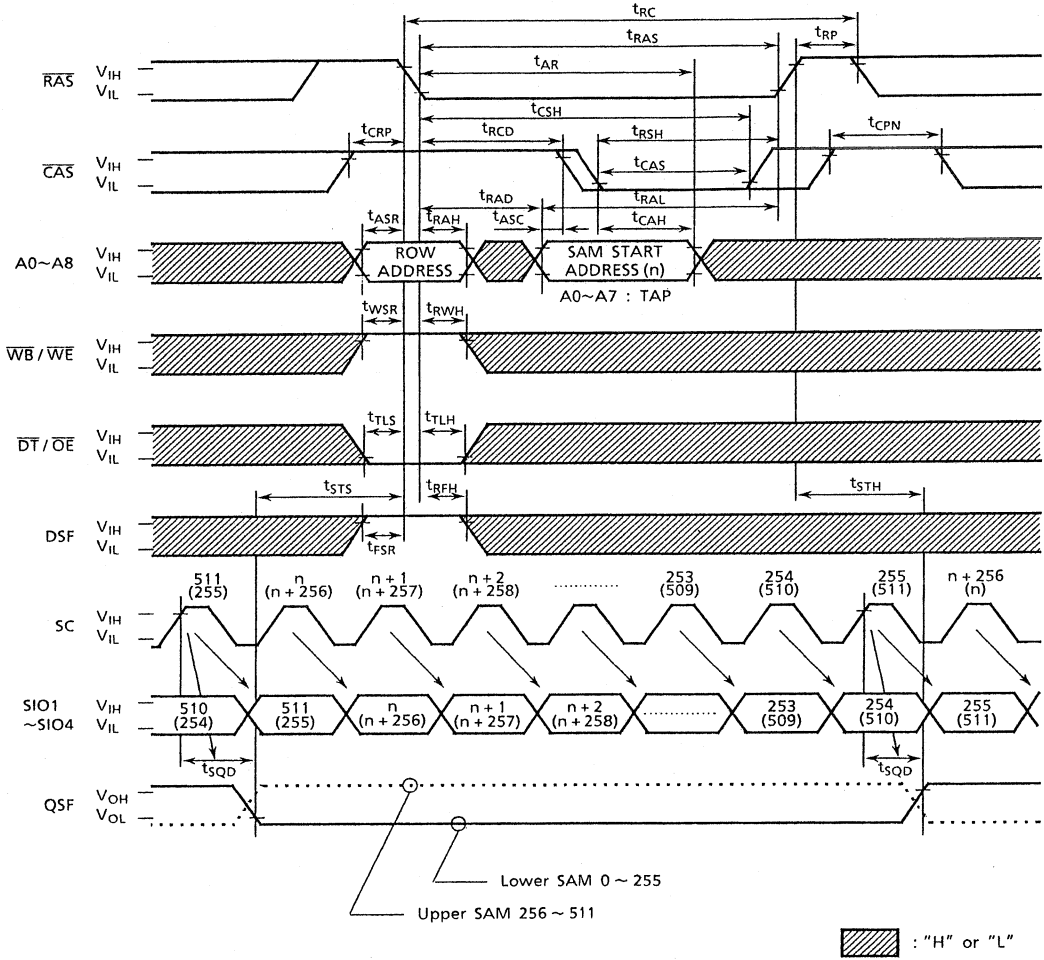 tRC
tRP
tRAS
tAR
RAS VIH
VIL
tCSH
tCRP tRCD tRSH tCPN
CAS VIH
VIL
tCAS
tRAD tRAL
tASR tRAH tASC tCAH
A0~A8 VIH
VIL
ROW
ADDRESS
SAM START
ADDRESS (n)
A0~A7 : TAP
tWSR tRWH
WB / WE VIH
VIL
tTLS tTLH
DT / OE VIH
VIL
tSTS tRFH tSTH
DSF VIH
VIL
tFSR
511 n n + 1 n + 2 ........... 253 254 255 n + 256
(255) (n + 256) (n + 257) (n + 258) (509) (510) (511) (n)
SC VIH
VIL
SIO1 VIH 510 511 n n + 1 n + 2 ........... 253 254 255
~SIO4 VIL (254) (255) (n + 256) (n + 257) (n + 258) (509) (510) (511)
tSQD tSQD
QSF VOH
VOL
Lower SAM 0 ~ 255
Upper SAM 256 ~ 511
: "H" or "L"